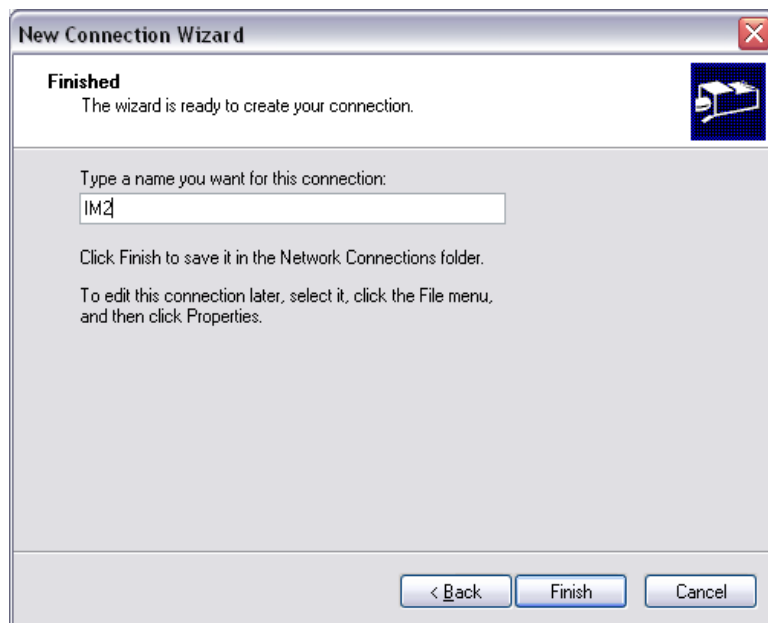 New Connection Wizard
Finished
The wizard is ready to create your connection.
Type a name you want for this connection:
IM2
Click Finish to save it in the Network Connections folder.
To edit this connection later, select it, click the File menu,
and then click Properties.
< Back
Finish
Cancel